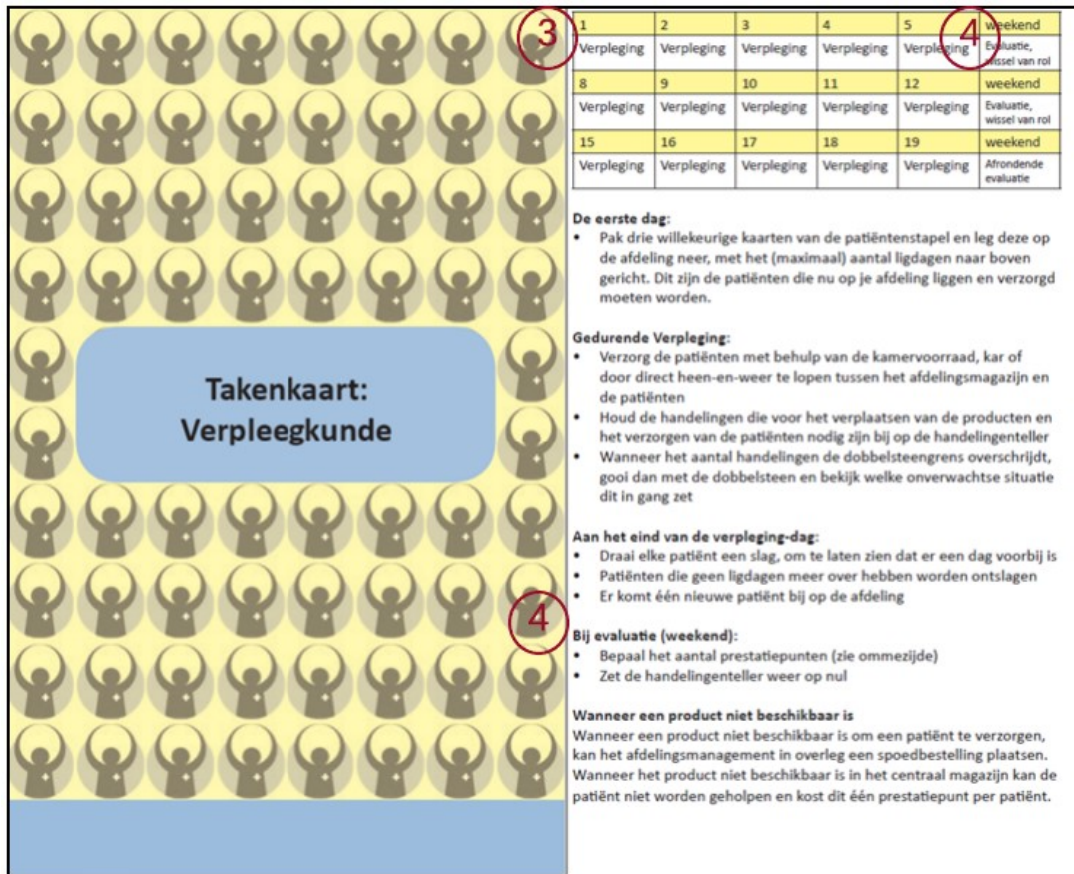 Takenkaart:
Verpleegkunde
3
4
4
1 2 3 4 5 weekend
Verpleging Verpleging Verpleging Verpleging Verpleging Evaluatie,
wissel van rol
8 9 10 11 12 weekend
Verpleging Verpleging Verpleging Verpleging Verpleging Evaluatie,
wissel van rol
15 16 17 18 19 weekend
Verpleging Verpleging Verpleging Verpleging Verpleging Afrondende
evaluatie
De eerste dag:
• Pak drie willekeurige kaarten van de patiëntenstapel en leg deze op
de afdeling neer, met het (maximaal) aantal ligdagen naar boven
gericht. Dit zijn de patiënten die nu op je afdeling liggen en verzorgd
moeten worden.
Gedurende Verpleging:
• Verzorg de patiënten met behulp van de kamervoorraad, kar of
door direct heen-en-weer te lopen tussen het afdelingsmagazijn en
de patiënten
• Houd de handelingen die voor het verplaatsen van de producten en
het verzorgen van de patiënten nodig zijn bij op de handelingenteller
• Wanneer het aantal handelingen de dobbelsteengrens overschrijdt,
gooi dan met de dobbelsteen en bekijk welke onverwachtse situatie
dit in gang zet
Aan het eind van de verpleging-dag:
• Draai elke patiënt een slag, om te laten zien dat er een dag voorbij is
• Patiënten die geen ligdagen meer over hebben worden ontslagen
• Er komt één nieuwe patiënt bij op de afdeling
Bij evaluatie (weekend):
• Bepaal het aantal prestatiepunten (zie ommezijde)
• Zet de handelingenteller weer op nul
Wanneer een product niet beschikbaar is
Wanneer een product niet beschikbaar is om een patiënt te verzorgen,
kan het afdelingsmanagement in overleg een spoedbestelling plaatsen.
Wanneer het product niet beschikbaar is in het centraal magazijn kan de
patiënt niet worden geholpen en kost dit één prestatiepunt per patiënt.